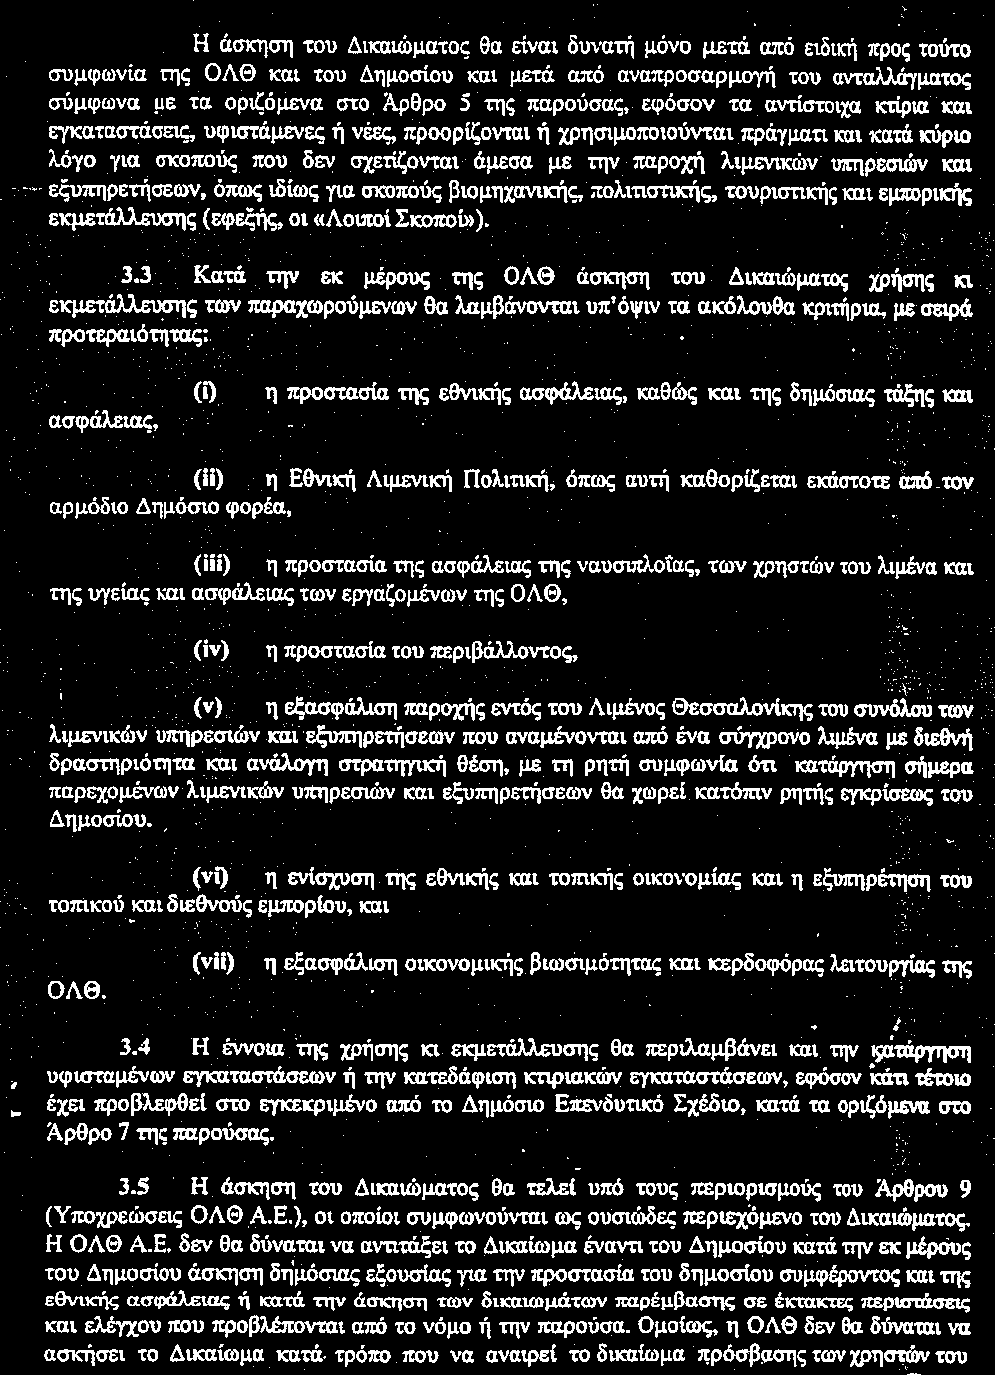 Η άσκηση του Δικαιώματος θα είναι δυνατή μόνο μετά από ειδική προς τούτο
συμφωνία της ΟΛΘ και του Δημοσίου και μετά από αναπροσαρμογή του ανταλλάγματος
σύμφωνα με τα οριζόμενα στο Άρθρο 5 της παρούσας, εφόσον τα αντίστοιχα κτίρια και
εγκαταστάσεις, υφιστάμενες ή νέες, προορίζονται ή χρησιμοποιούνται πράγματι και κατά κύριο
λόγο για σκοπούς που δεν σχετίζονται άμεσα με την παροχή λιμενικών υπηρεσιών και
εξυπηρετήσεων, όπως ιδίως για σκοπούς βιομηχανικής, πολιτιστικής, τουριστικής και εμπορικής
εκμετάλλευσης (εφεξής, οι «Λοιποί Σκοποί»).
3.3 Κατά την εκ μέρους της ΟΛΘ άσκηση του Δικαιώματος χρήσης κι
εκμετάλλευσης των παραχωρούμενων θα λαμβάνονται υπ’όψιν τα ακόλουθα κριτήρια, με σειρά
προτεραιότητας:
(i) η προστασία της εθνικής ασφάλειας, καθώς και της δημόσιας τάξης και
ασφάλειας,
(ii) η Εθνική Λιμενική Πολιτική, όπως αυτή καθορίζεται εκάστοτε από τον
αρμόδιο Δημόσιο φορέα,
(iii) η προστασία της ασφάλειας της ναυσιπλοΐας, των χρηστών του λιμένα και
της υγείας και ασφάλειας των εργαζομένων της ΟΛΘ,
(iv) η προστασία του περιβάλλοντος,
(v) η εξασφάλιση παροχής εντός του Λιμένος Θεσσαλονίκης του συνόλου των
λιμενικών υπηρεσιών και εξυπηρετήσεων που αναμένονται από ένα σύγχρονο λιμένα με διεθνή
δραστηριότητα και ανάλογη στρατηγική θέση, με τη ρητή συμφωνία ότι κατάργηση σήμερα
παρεχομένων λιμενικών υπηρεσιών και εξυπηρετήσεων θα χωρεί κατόπιν ρητής εγκρίσεως του
Δημοσίου.
(vi) η ενίσχυση της εθνικής και τοπικής οικονομίας και η εξυπηρέτηση του
τοπικού και διεθνούς εμπορίου, και
(vii) η εξασφάλιση οικονομικής βιωσιμότητας και κερδοφόρας λειτουργίας της
ΟΛΘ.
3.4 Η έννοια της χρήσης κι εκμετάλλευσης θα περιλαμβάνει και την κατάργηση
υφισταμένων εγκαταστάσεων ή την κατεδάφιση κτιριακών εγκαταστάσεων, εφόσον κάτι τέτοιο
έχει προβλεφθεί στο εγκεκριμένο από το Δημόσιο Επενδυτικό Σχέδιο, κατά τα οριζόμενα στο
Άρθρο 7 της παρούσας.
3.5 Η άσκηση του Δικαιώματος θα τελεί υπό τους περιορισμούς του Άρθρου 9
(Υποχρεώσεις ΟΛΘ Α.Ε.), οι οποίοι συμφωνούνται ως ουσιώδες περιεχόμενο του Δικαιώματος.
Η ΟΛΘ Α.Ε. δεν θα δύναται να αντιτάξει το Δικαίωμα έναντι του Δημοσίου κατά την εκ μέρους
του Δημοσίου άσκηση δημόσιας εξουσίας για την προστασία του δημοσίου συμφέροντος και της
εθνικής ασφάλειας ή κατά την άσκηση των δικαιωμάτων παρέμβασης σε έκτακτες περιστάσεις
και ελέγχου που προβλέπονται από το νόμο ή την παρούσα. Ομοίως, η ΟΛΘ δεν θα δύναται να
ασκήσει το Δικαίωμα κατά τρόπο που να αναιρεί το δικαίωμα πρόσβασης των χρηστών του